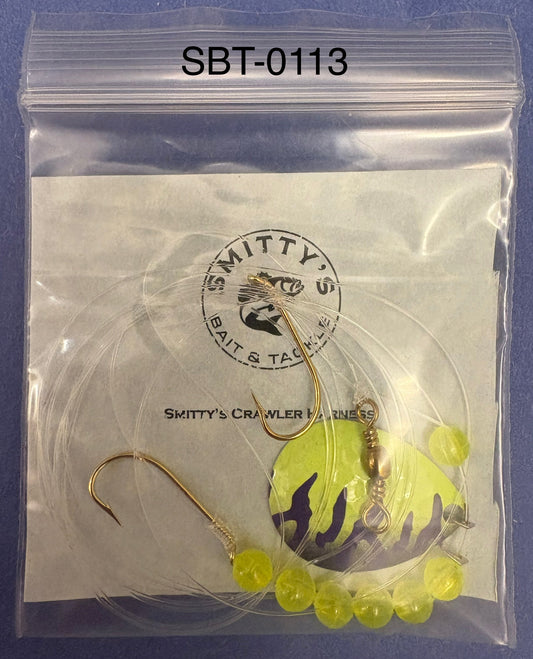 SBT-0113
SMITTY'S
BAIT & TACKLE
SMITTY'S CRAWLER HARNESS